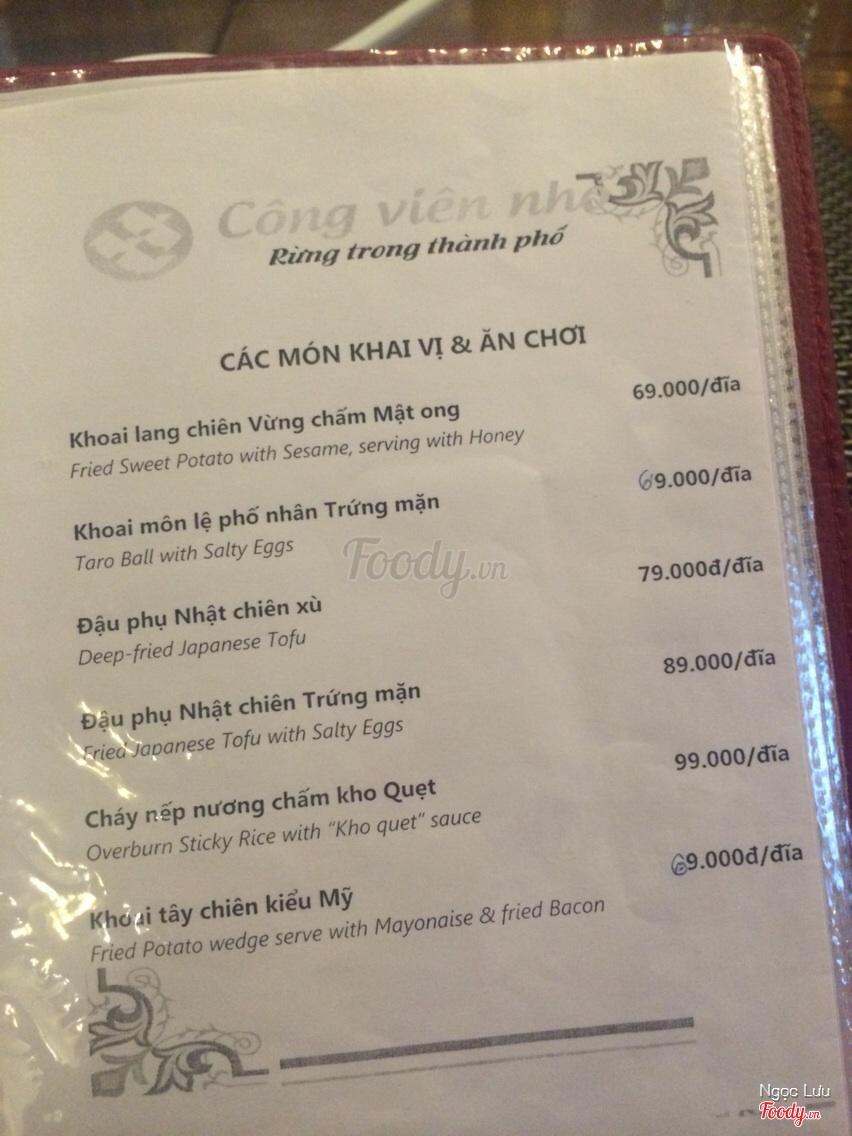 Công viên nhỏ
Rừng trong thành phố
CÁC MÓN KHAI VỊ & ĂN CHƠI
Khoai lang chiên Vừng chấm Mật ong 69.000/đĩa
Fried Sweet Potato with Sesame, serving with Honey
Khoai môn lệ phố nhân Trứng mặn 69.000/đĩa
Taro Ball with Salty Eggs
Đậu phụ Nhật chiên xù 79.000đ/đĩa
Deep-fried Japanese Tofu
Đậu phụ Nhật chiên Trứng mặn 89.000/đĩa
Fried Japanese Tofu with Salty Eggs
Cháy nếp nương chấm kho Quẹt 99.000/đĩa
Overburn Sticky Rice with "Kho quet" sauce
Khoai tây chiên kiểu Mỹ 69.000đ/đĩa
Fried Potato wedge serve with Mayonaise & fried Bacon
Foody.vn
Ngọc Lưu
Foody.vn